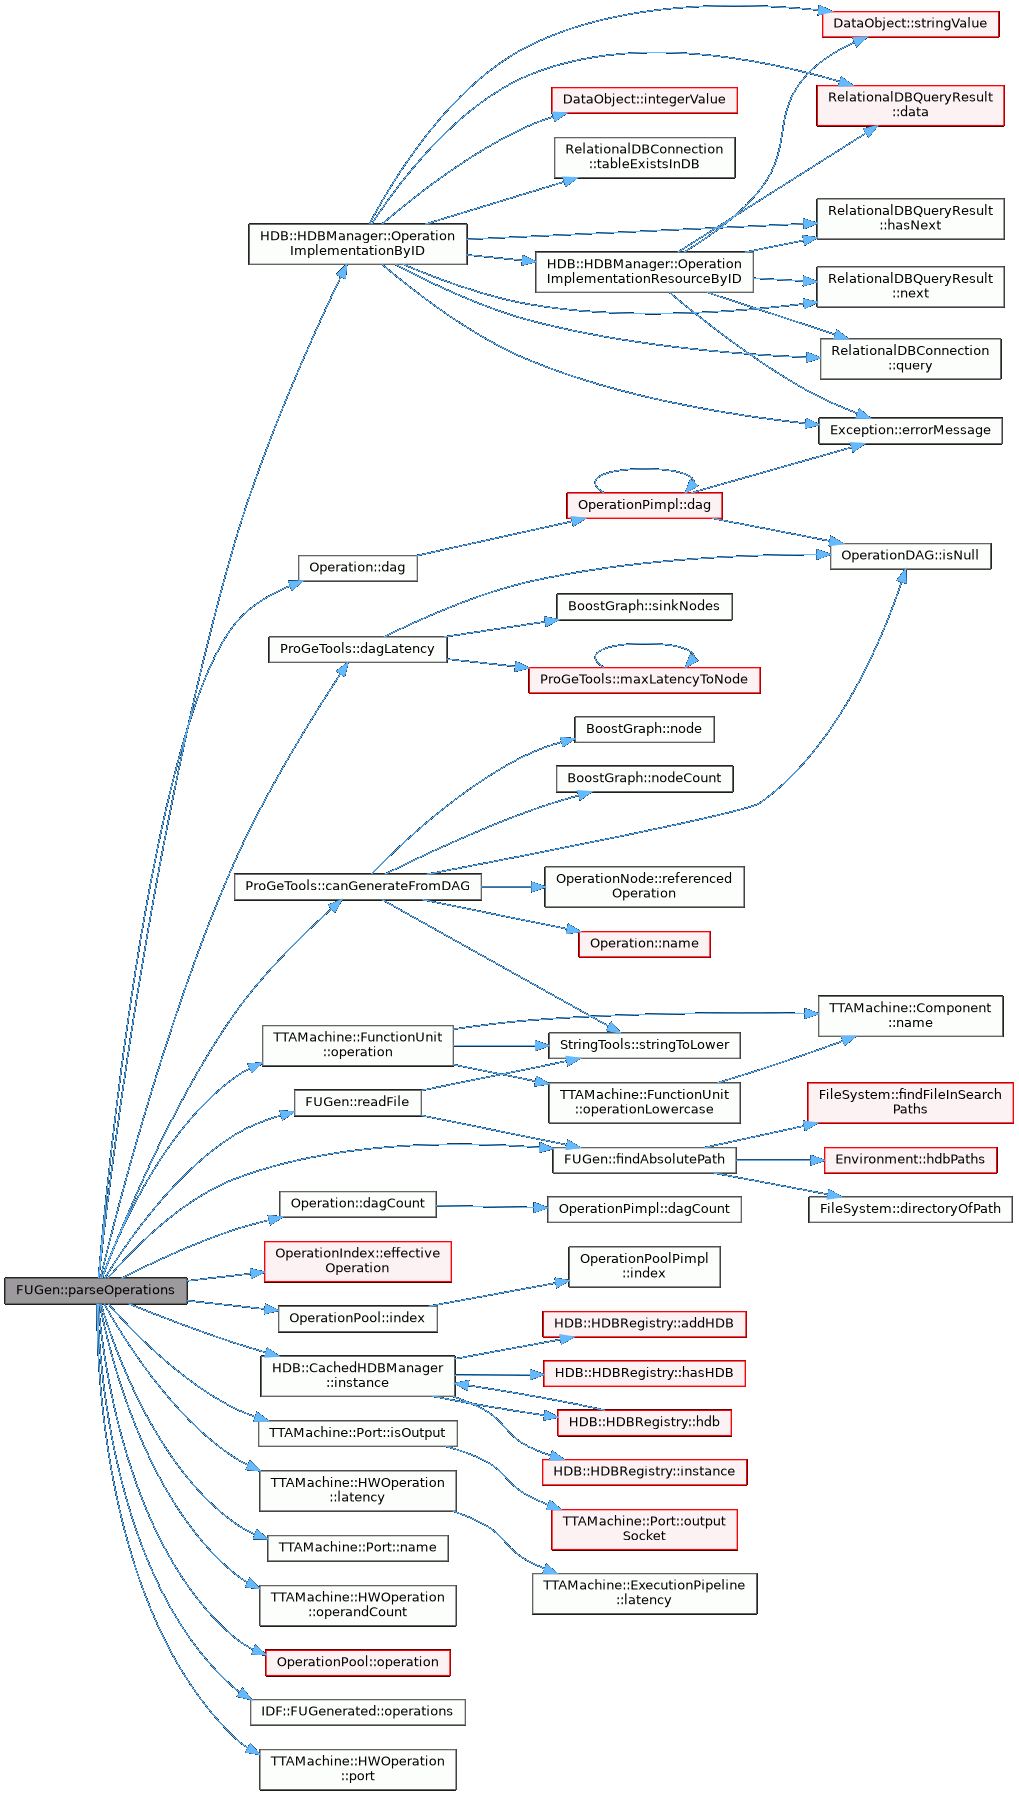 DataObject::stringValue
RelationalDBQueryResult
::data
DataObject::integerValue
RelationalDBConnection
::tableExistsInDB
RelationalDBQueryResult
::hasNext
HDB::HDBManager::Operation
ImplementationByID
HDB::HDBManager::Operation
ImplementationResourceByID
RelationalDBQueryResult
::next
RelationalDBConnection
::query
Exception::errorMessage
OperationPimpl::dag
OperationDAG::isNull
Operation::dag
BoostGraph::sinkNodes
ProGeTools::dagLatency
ProGeTools::maxLatencyToNode
BoostGraph::node
BoostGraph::nodeCount
ProGeTools::canGenerateFromDAG
OperationNode::referenced
Operation
Operation::name
TTAMachine::Component
::name
TTAMachine::FunctionUnit
::operation
StringTools::stringToLower
FUGen::readFile
TTAMachine::FunctionUnit
::operationLowercase
FileSystem::findFileInSearch
Paths
FUGen::findAbsolutePath
Environment::hdbPaths
Operation::dagCount
OperationPimpl::dagCount
FileSystem::directoryOfPath
OperationIndex::effective
Operation
OperationPoolPimpl
::index
FUGen::parseOperations
OperationPool::index
HDB::HDBRegistry::addHDB
HDB::CachedHDBManager
::instance
HDB::HDBRegistry::hasHDB
HDB::HDBRegistry::hdb
TTAMachine::Port::isOutput
HDB::HDBRegistry::instance
TTAMachine::HWOperation
::latency
TTAMachine::Port::output
Socket
TTAMachine::Port::name
TTAMachine::ExecutionPipeline
::latency
TTAMachine::HWOperation
::operandCount
OperationPool::operation
IDF::FUGenerated::operations
TTAMachine::HWOperation
::port